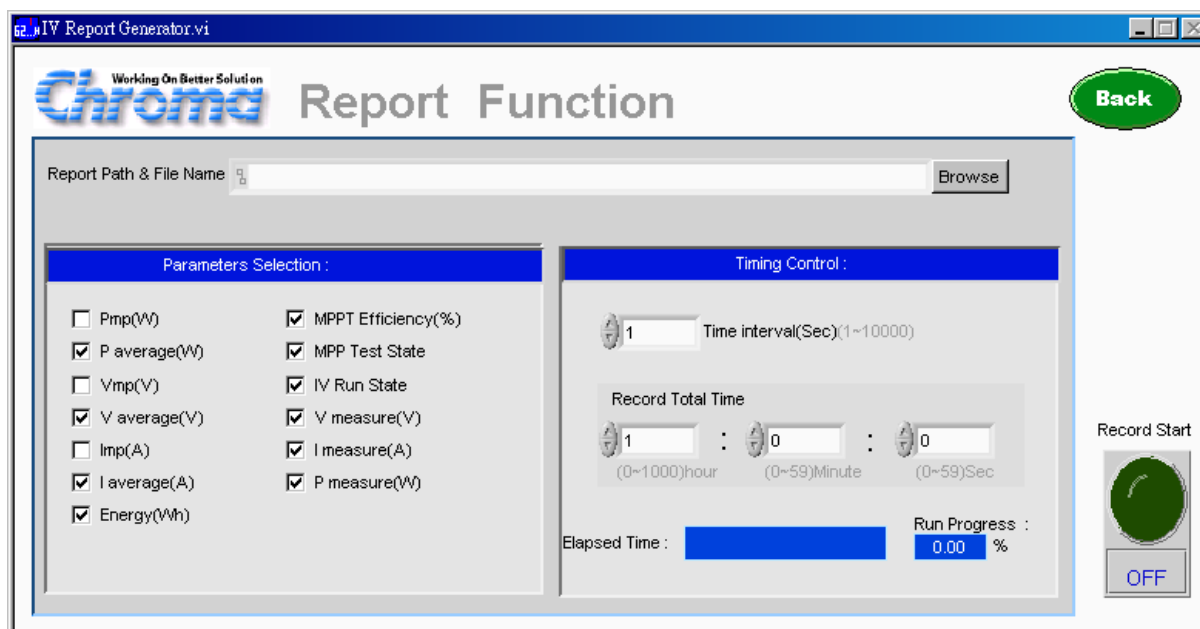 IV Report Generator.vi
Working On Better Solution
Chroma
Report Function
Back
Report Path & File Name
Browse
Parameters Selection :
Pmp(W)
MPPT Efficiency(%)
P average(W)
MPP Test State
Vmp(V)
IV Run State
V average(V)
V measure(V)
Imp(A)
I measure(A)
I average(A)
P measure(W)
Energy(Wh)
Timing Control :
1 Time interval(Sec)(1~10000)
Record Total Time
1 : 0 : 0
(0~1000)hour (0~59)Minute (0~59)Sec
Elapsed Time :
Run Progress :
0.00 %
Record Start
OFF